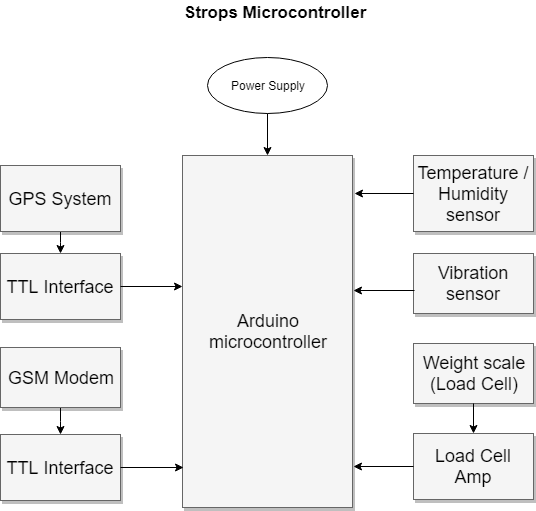 Strops Microcontroller
Power Supply
GPS System
TTL Interface
GSM Modem
TTL Interface
Arduino
microcontroller
Temperature /
Humidity
sensor
Vibration
sensor
Weight scale
(Load Cell)
Load Cell
Amp